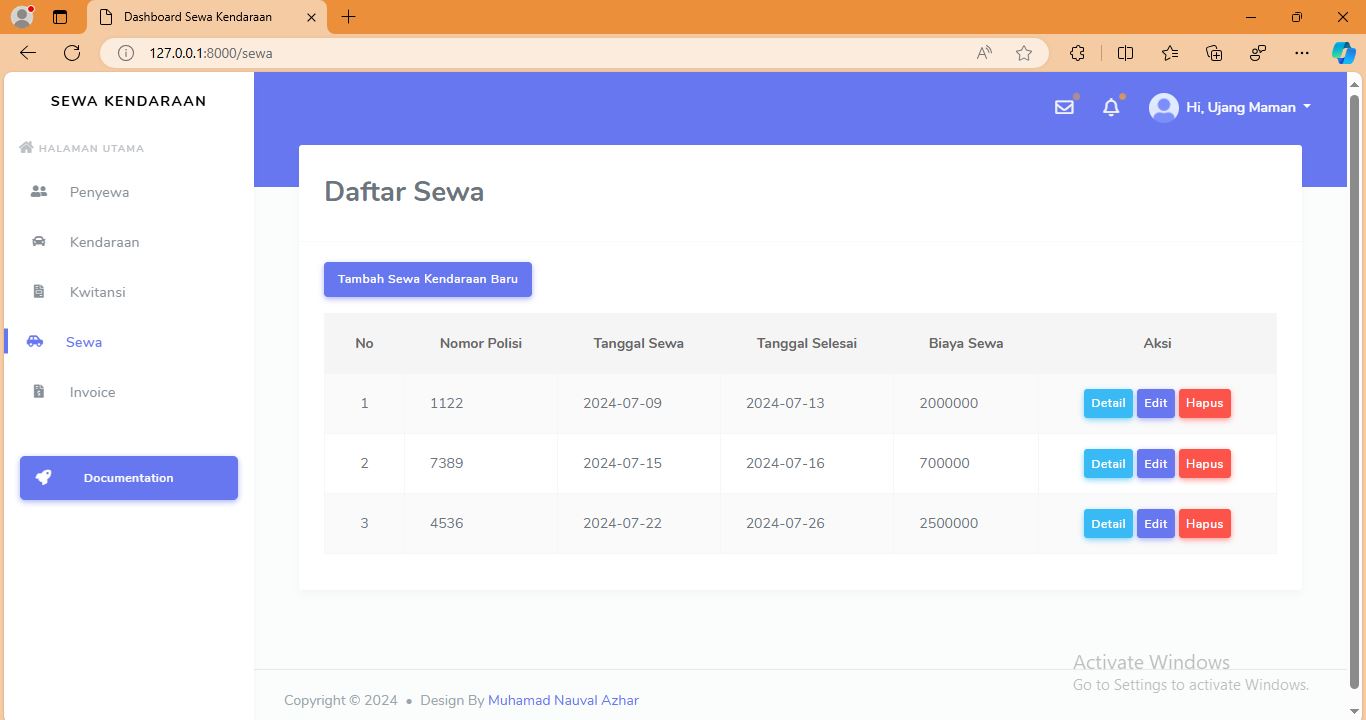 Dashboard Sewa Kendaraan
127.0.0.1:8000/sewa
SEWA KENDARAAN
Hi, Ujang Maman
HALAMAN UTAMA
Penyewa
Kendaraan
Kwitansi
Sewa
Invoice
Documentation
Daftar Sewa
Tambah Sewa Kendaraan Baru
No Nomor Polisi Tanggal Sewa Tanggal Selesai Biaya Sewa Aksi
1 1122 2024-07-09 2024-07-13 2000000 Detail Edit Hapus
2 7389 2024-07-15 2024-07-16 700000 Detail Edit Hapus
3 4536 2024-07-22 2024-07-26 2500000 Detail Edit Hapus
Activate Windows
Go to Settings to activate Windows.
Copyright © 2024 • Design By Muhamad Nauval Azhar